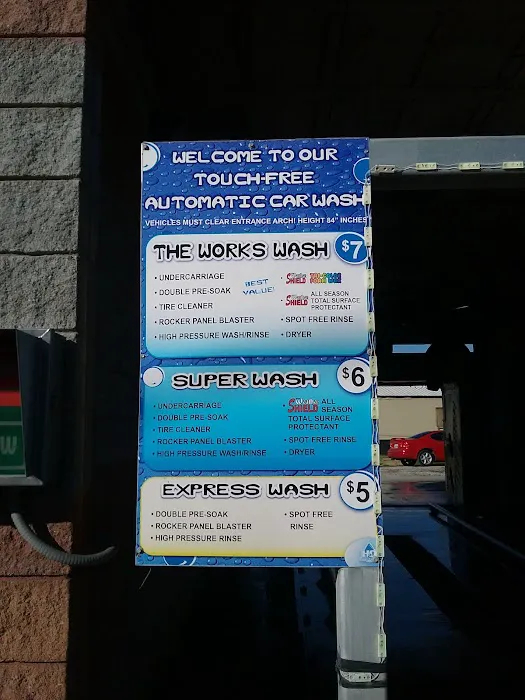 WELCOME TO OUR
TOUCH-FREE
AUTOMATIC CAR WASH
VEHICLES MUST CLEAR ENTRANCE ARCH! HEIGHT 84" INCHES
THE WORKS WASH $7
• UNDERCARRIAGE
• DOUBLE PRE-SOAK
• TIRE CLEANER
• ROCKER PANEL BLASTER
• HIGH PRESSURE WASH/RINSE
BEST
VALUE!
SHIELD
SHIELD ALL SEASON
TOTAL SURFACE
PROTECTANT
• SPOT FREE RINSE
• DRYER
SUPER WASH $6
• UNDERCARRIAGE
• DOUBLE PRE-SOAK
• TIRE CLEANER
• ROCKER PANEL BLASTER
• HIGH PRESSURE WASH/RINSE
• SHIELD ALL
SEASON
TOTAL SURFACE
PROTECTANT
• SPOT FREE RINSE
• DRYER
EXPRESS WASH $5
• DOUBLE PRE-SOAK
• ROCKER PANEL BLASTER
• HIGH PRESSURE RINSE
• SPOT FREE
RINSE